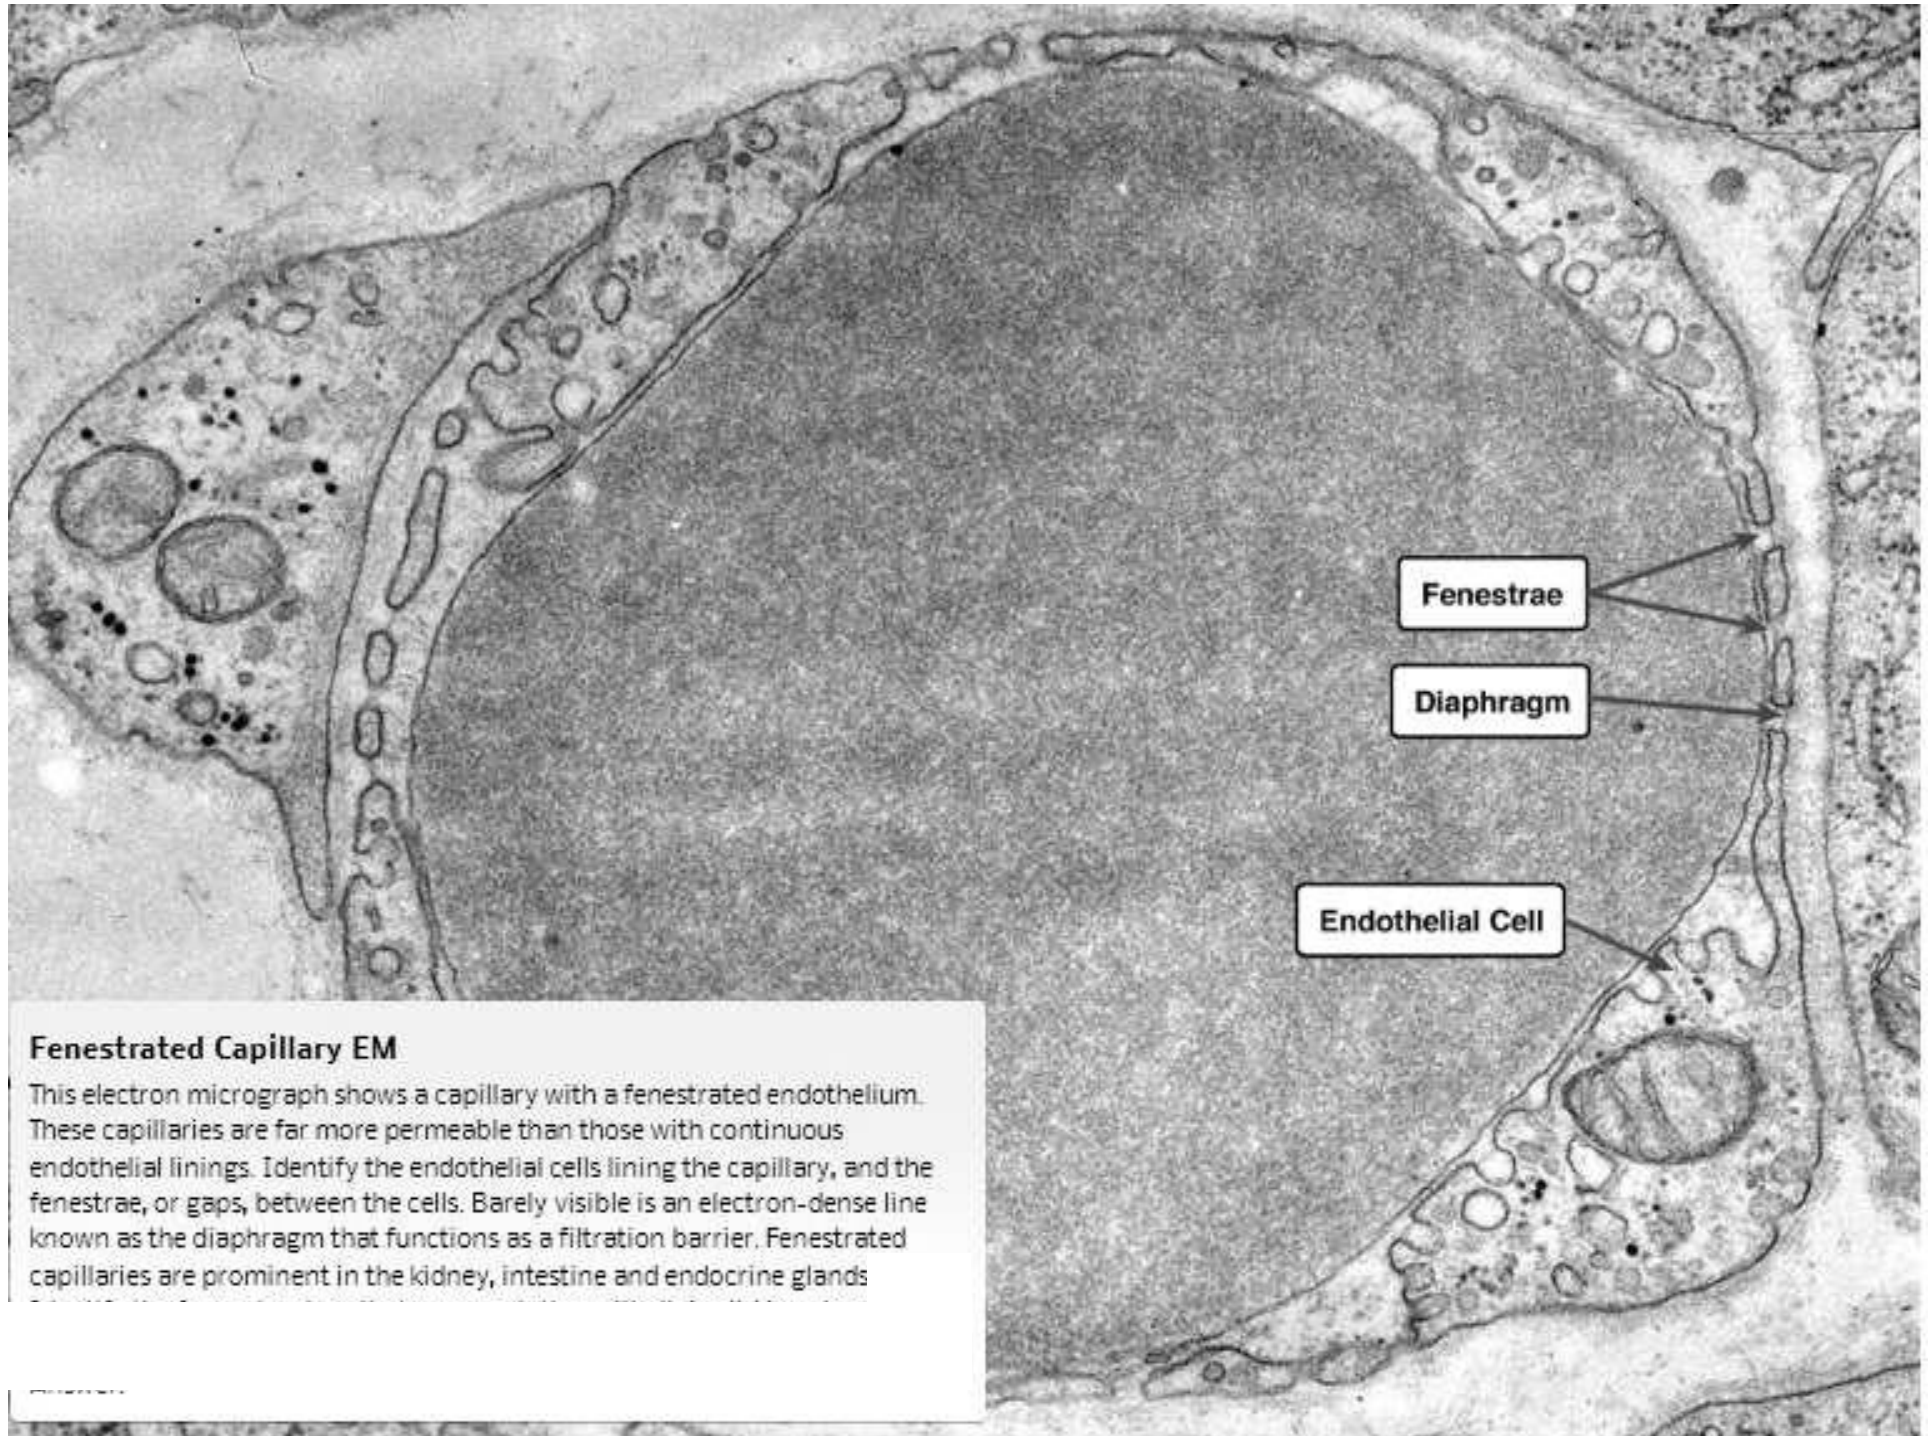 Fenestrae
Diaphragm
Endothelial Cell
Fenestrated Capillary EM
This electron micrograph shows a capillary with a fenestrated endothelium.
These capillaries are far more permeable than those with continuous
endothelial linings. Identify the endothelial cells lining the capillary, and the
fenestrae, or gaps, between the cells. Barely visible is an electron-dense line
known as the diaphragm that functions as a filtration barrier. Fenestrated
capillaries are prominent in the kidney, intestine and endocrine glands